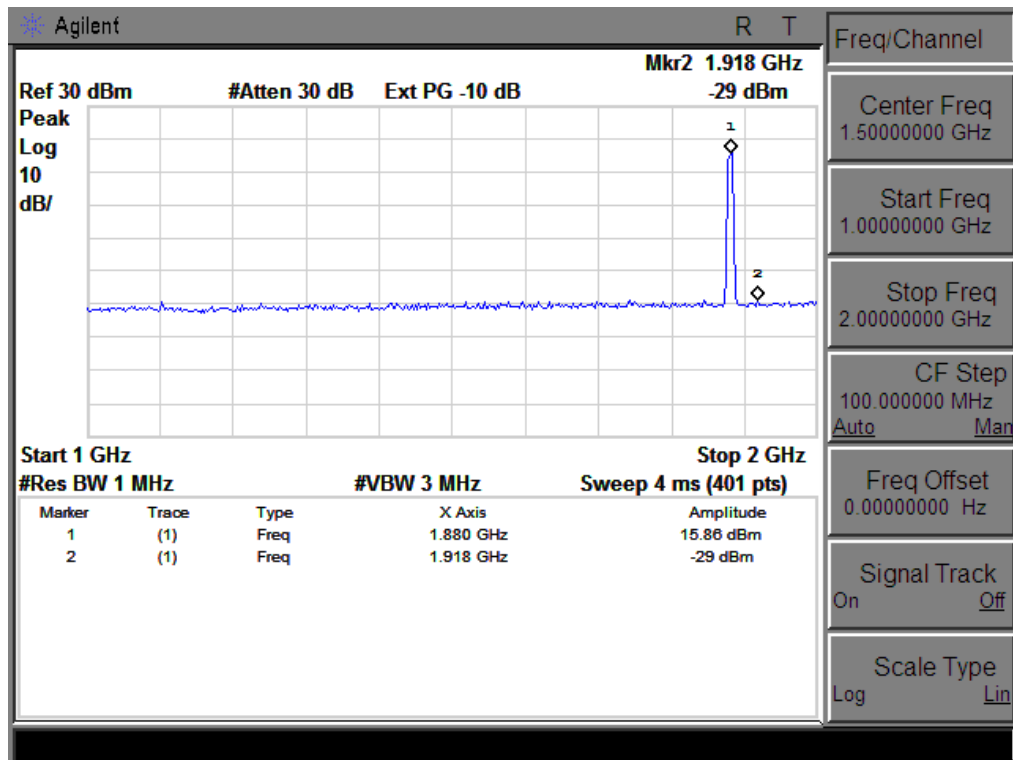 Agilent R T
Mkr2 1.918 GHz
Ref 30 dBm #Atten 30 dB Ext PG -10 dB -29 dBm
Peak
Log
10
dB/
1
2
Start 1 GHz Stop 2 GHz
#Res BW 1 MHz #VBW 3 MHz Sweep 4 ms (401 pts)
Marker Trace Type X Axis Amplitude
1 (1) Freq 1.880 GHz 15.86 dBm
2 (1) Freq 1.918 GHz -29 dBm
Freq/Channel
Center Freq
1.50000000 GHz
Start Freq
1.00000000 GHz
Stop Freq
2.00000000 GHz
CF Step
100.000000 MHz
Auto Man
Freq Offset
0.00000000 Hz
Signal Track
On Off
Scale Type
Log Lin